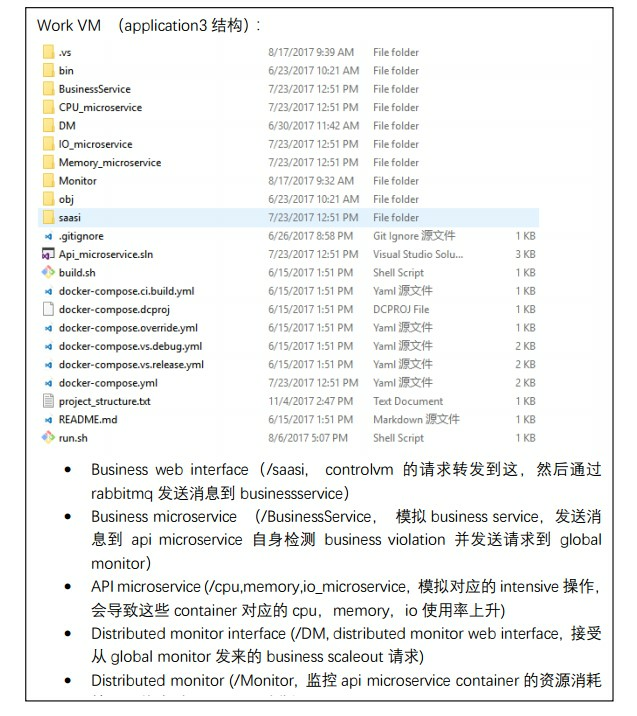 Work VM （application3 结构）：
.vs 8/17/2017 9:39 AM File folder
bin 6/23/2017 10:21 AM File folder
BusinessService 7/23/2017 12:51 PM File folder
CPU_microservice 7/23/2017 12:51 PM File folder
DM 6/30/2017 11:42 AM File folder
IO_microservice 7/23/2017 12:51 PM File folder
Memory_microservice 7/23/2017 12:51 PM File folder
Monitor 8/17/2017 9:32 AM File folder
obj 6/23/2017 10:21 AM File folder
saasi 7/23/2017 12:51 PM File folder
.gitignore 6/26/2017 8:58 PM Git Ignore 源文件 1 KB
Api_microservice.sln 7/23/2017 12:51 PM Visual Studio Solu... 3 KB
build.sh 6/15/2017 1:51 PM Shell Script 1 KB
docker-compose.ci.build.yml 6/15/2017 1:51 PM Yaml 源文件 1 KB
docker-compose.dcproj 6/15/2017 1:51 PM DCPROJ File 1 KB
docker-compose.override.yml 6/15/2017 1:51 PM Yaml 源文件 1 KB
docker-compose.vs.debug.yml 6/15/2017 1:51 PM Yaml 源文件 2 KB
docker-compose.vs.release.yml 6/15/2017 1:51 PM Yaml 源文件 2 KB
docker-compose.yml 7/23/2017 12:51 PM Yaml 源文件 2 KB
project_structure.txt 11/4/2017 2:47 PM Text Document 1 KB
README.md 6/15/2017 1:51 PM Markdown 源文件 1 KB
run.sh 8/6/2017 5:07 PM Shell Script 1 KB
• Business web interface（/saasi， controlvm 的请求转发到这，然后通过
rabbitmq 发送消息到 businessservice）
• Business microservice （/BusinessService， 模拟 business service，发送消
息到 api microservice 自身检测 business violation 并发送请求到 global
monitor）
• API microservice (/cpu,memory,io_microservice, 模拟对应的 intensive 操作，
会导致这些 container 对应的 cpu，memory，io 使用率上升)
• Distributed monitor interface (/DM, distributed monitor web interface, 接受
从 global monitor 发来的 business scaleout 请求)
• Distributed monitor (/Monitor, 监控 api microservice container 的资源消耗